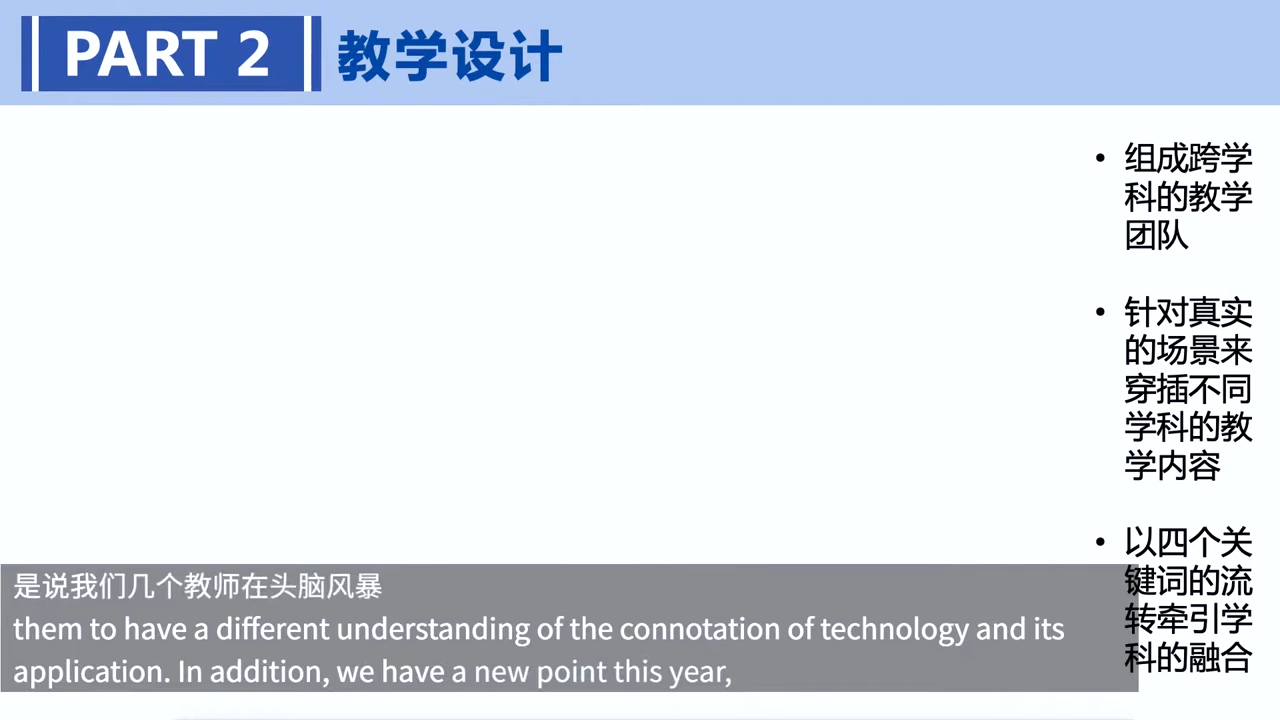 PART 2 教学设计
• 组成跨学
科的教学
团队
• 针对真实
的场景来
穿插不同
学科的教
学内容
• 以四个关
键词的流
转牵引学
科的融合
是说我们几个教师在头脑风暴
them to have a different understanding of the connotation of technology and its
application. In addition, we have a new point this year,